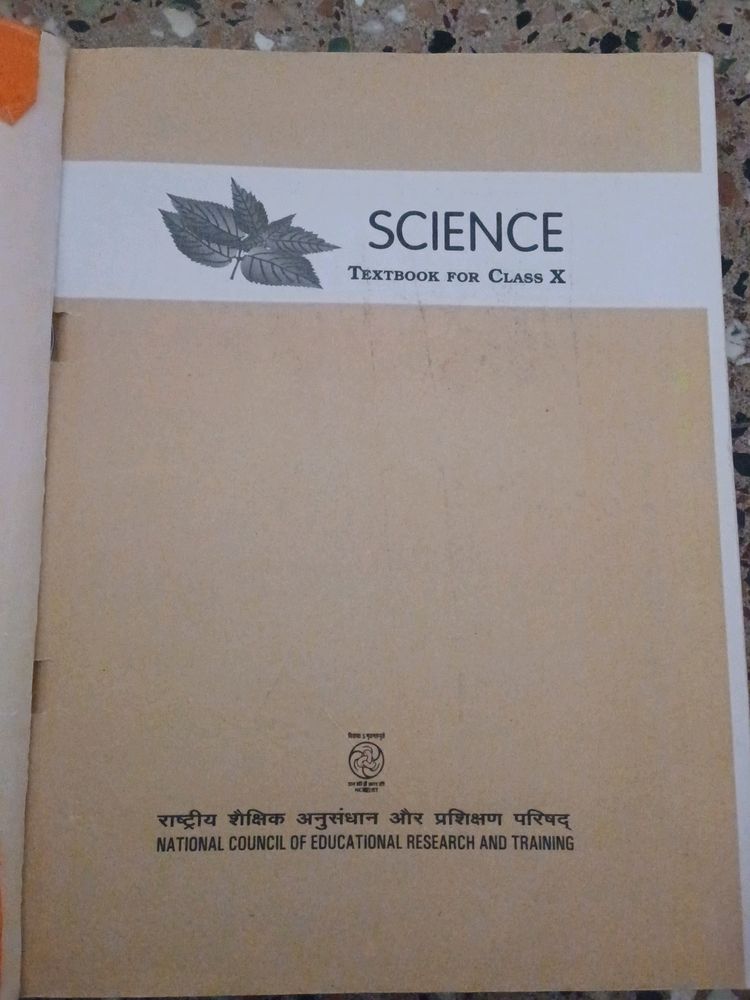 SCIENCE
TEXTBOOK FOR CLASS X
राष्ट्रीय शैक्षिक अनुसंधान और प्रशिक्षण परिषद्
NATIONAL COUNCIL OF EDUCATIONAL RESEARCH AND TRAINING